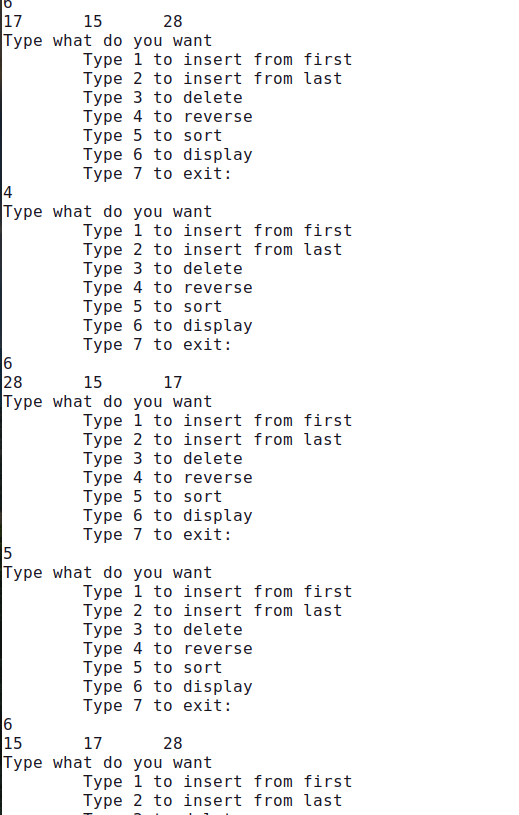 6
17 15 28
Type what do you want
Type 1 to insert from first
Type 2 to insert from last
Type 3 to delete
Type 4 to reverse
Type 5 to sort
Type 6 to display
Type 7 to exit:
4
Type what do you want
Type 1 to insert from first
Type 2 to insert from last
Type 3 to delete
Type 4 to reverse
Type 5 to sort
Type 6 to display
Type 7 to exit:
6
28 15 17
Type what do you want
Type 1 to insert from first
Type 2 to insert from last
Type 3 to delete
Type 4 to reverse
Type 5 to sort
Type 6 to display
Type 7 to exit:
5
Type what do you want
Type 1 to insert from first
Type 2 to insert from last
Type 3 to delete
Type 4 to reverse
Type 5 to sort
Type 6 to display
Type 7 to exit:
6
15 17 28
Type what do you want
Type 1 to insert from first
Type 2 to insert from last